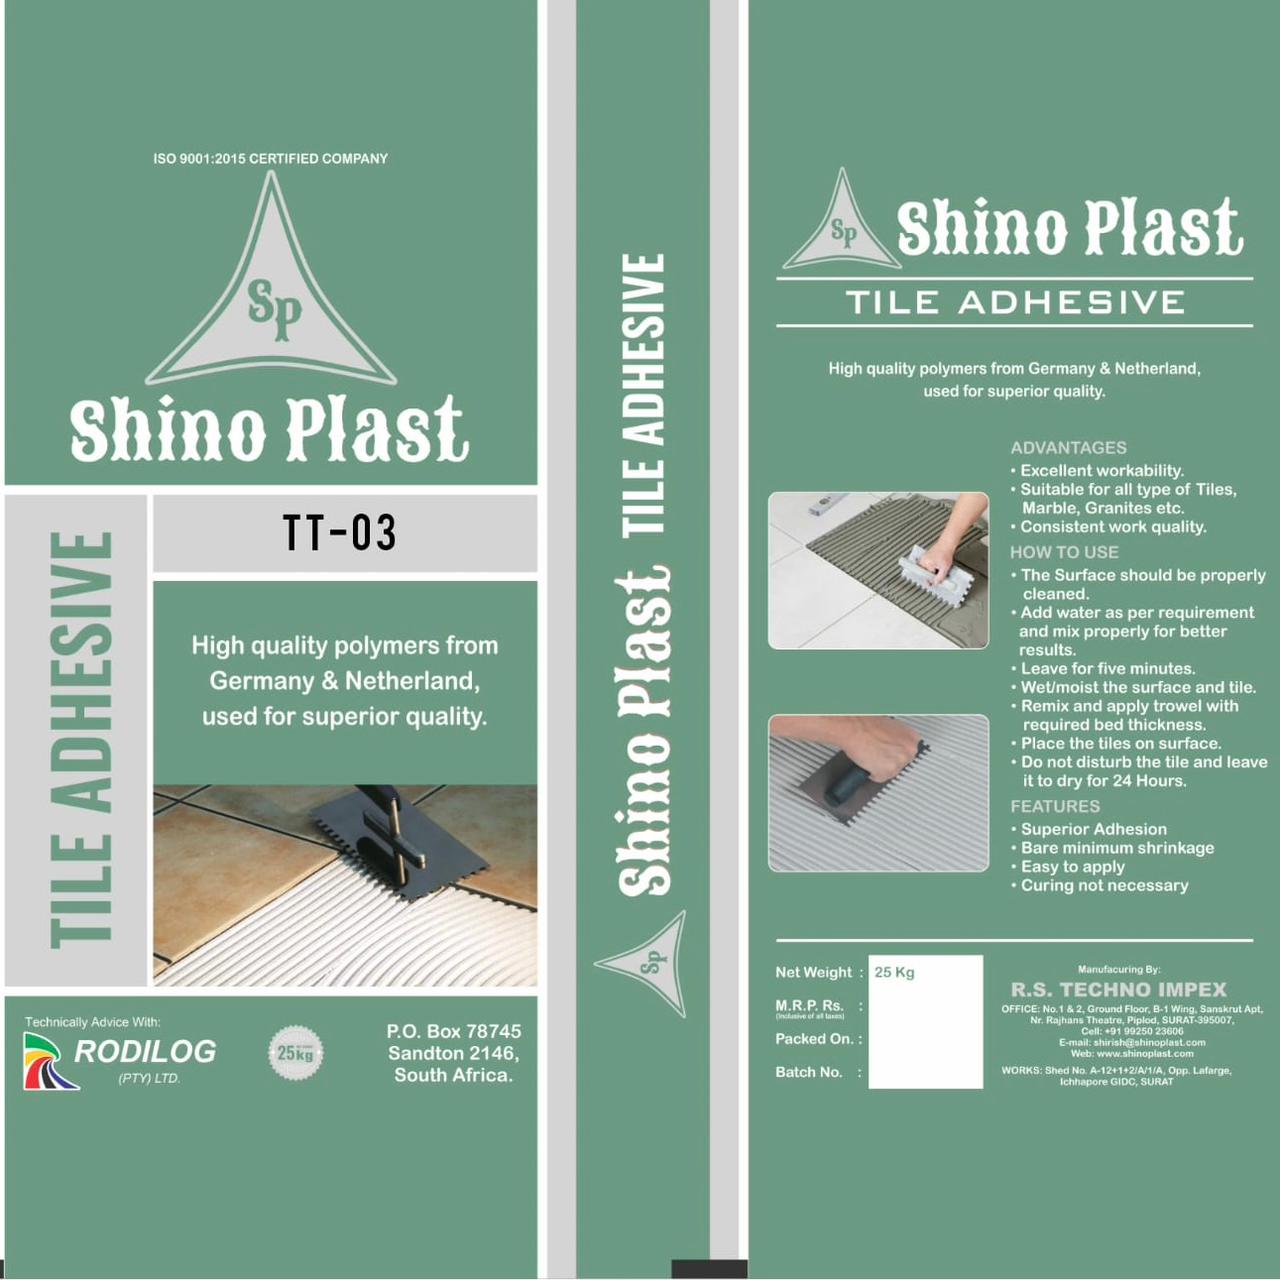 ISO 9001:2015 CERTIFIED COMPANY
Sp
Shino Plast
TILE ADHESIVE
TT-03
High quality polymers from
Germany & Netherland,
used for superior quality.
Technically Advice With:
RODILOG
(PTY) LTD.
25kg
P.O. Box 78745
Sandton 2146,
South Africa.
Sp
Shino Plast TILE ADHESIVE
Sp
Shino Plast
TILE ADHESIVE
High quality polymers from Germany & Netherland,
used for superior quality.
ADVANTAGES
• Excellent workability.
• Suitable for all type of Tiles,
Marble, Granites etc.
• Consistent work quality.
HOW TO USE
• The Surface should be properly
cleaned.
• Add water as per requirement
and mix properly for better
results.
• Leave for five minutes.
• Wet/moist the surface and tile.
• Remix and apply trowel with
required bed thickness.
• Place the tiles on surface.
• Do not disturb the tile and leave
it to dry for 24 Hours.
FEATURES
• Superior Adhesion
• Bare minimum shrinkage
• Easy to apply
• Curing not necessary
Net Weight : 25 Kg
M.R.P. Rs. :
(Inclusive of all taxes)
Packed On. :
Batch No. :
Manufacuring By:
R.S. TECHNO IMPEX
OFFICE: No.1 & 2, Ground Floor, B-1 Wing, Sanskrut Apt,
Nr. Rajhans Theatre, Piplod, SURAT-395007,
Cell: +91 99250 23606
E-mail: shirish@shinoplast.com
Web: www.shinoplast.com
WORKS: Shed No. A-12+1+2/A/1/A, Opp. Lafarge,
Ichhapore GIDC, SURAT